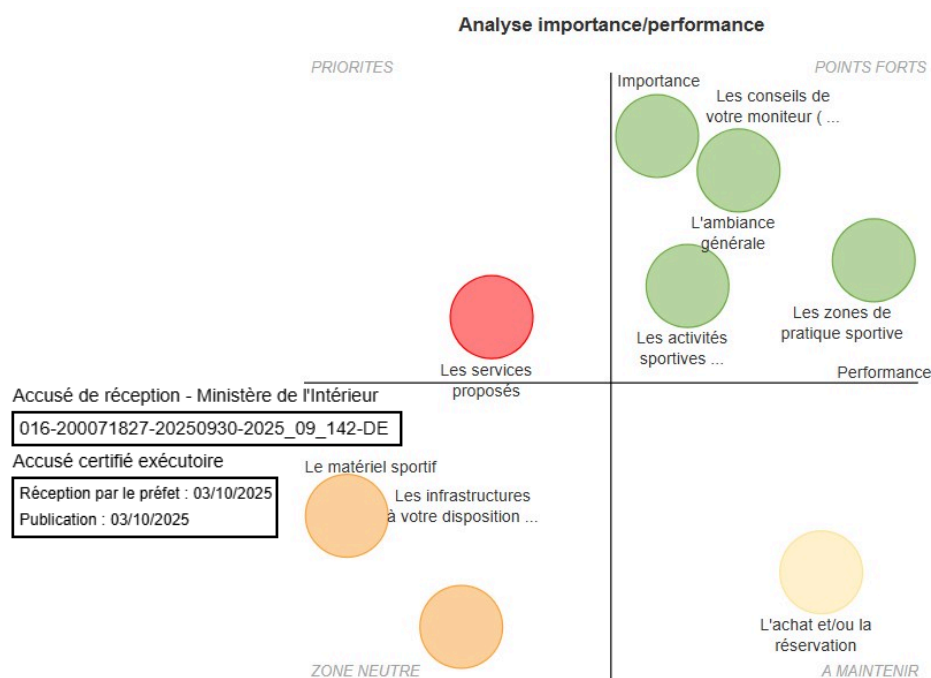 Analyse importance/performance
PRIORITES
POINTS FORTS
Importance
Les conseils de
votre moniteur ( ...
L'ambiance
générale
Les zones de
pratique sportive
Les activités
sportives ...
Les services
proposés
Performance
Accusé de réception - Ministère de l'Intérieur
016-200071827-20250930-2025_09_142-DE
Accusé certifié exécutoire
Réception par le préfet : 03/10/2025
Publication : 03/10/2025
Le matériel sportif
Les infrastructures
à votre disposition ...
L'achat et/ou la
réservation
ZONE NEUTRE
A MAINTENIR